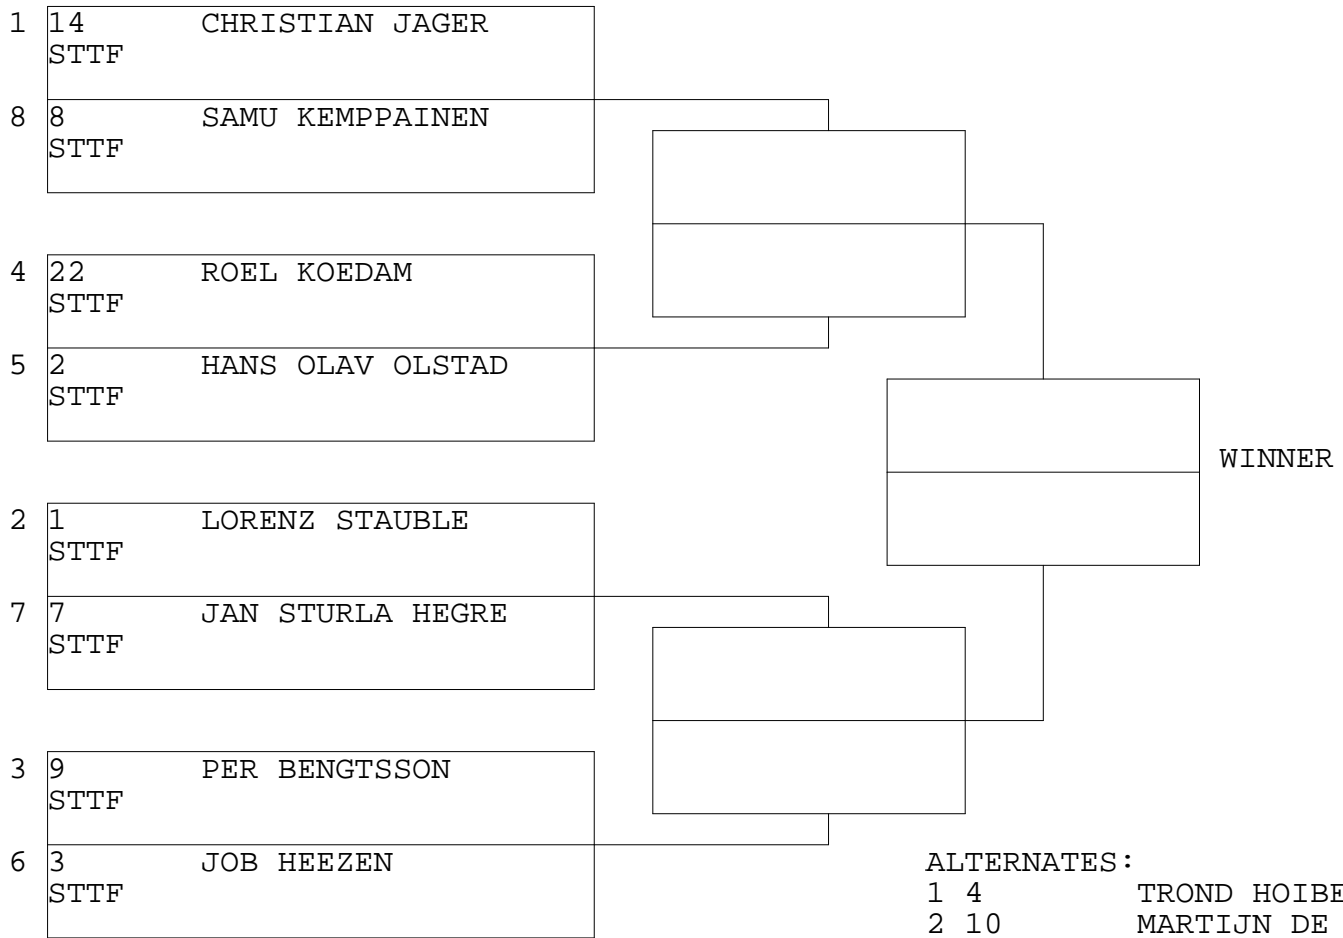 1 14 CHRISTIAN JAGER
STTF
8 8 SAMU KEMPPAINEN
STTF
4 22 ROEL KOEDAM
STTF
5 2 HANS OLAV OLSTAD
STTF
WINNER
2 1 LORENZ STAUBLE
STTF
7 7 JAN STURLA HEGRE
STTF
3 9 PER BENGTSSON
STTF
6 3 JOB HEEZEN
STTF
ALTERNATES:
1 4 TROND HOIBE
2 10 MARTIJN DE